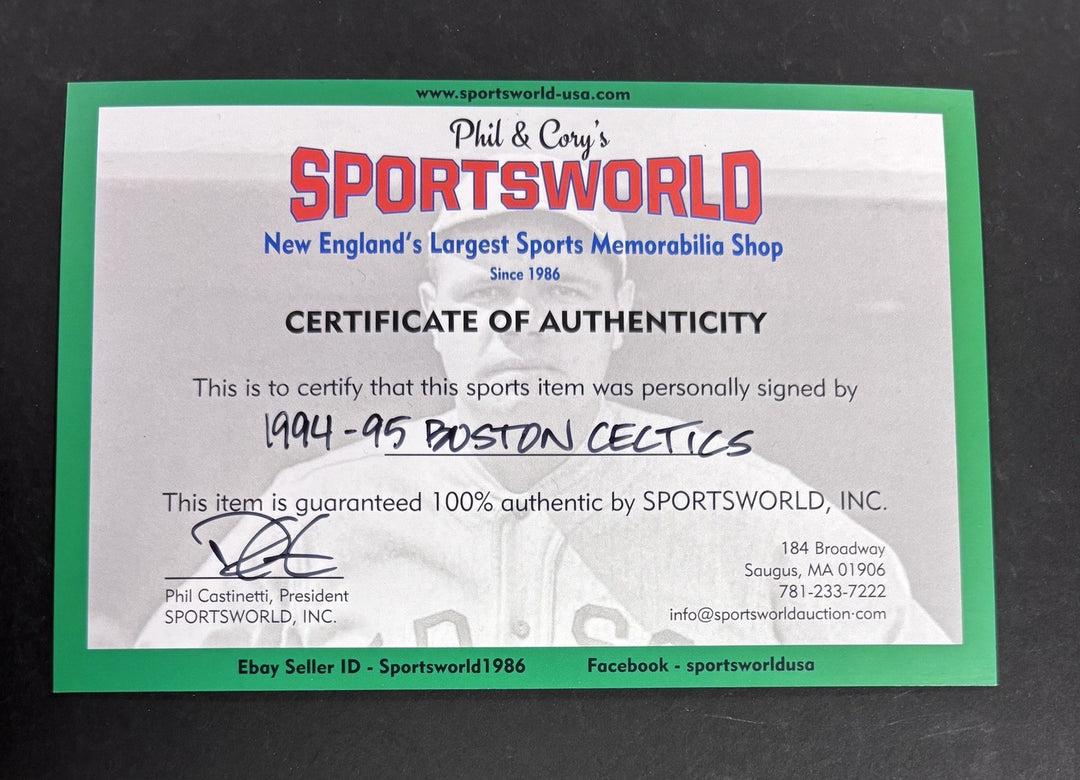 www.sportsworld-usa.com
Phil & Cory's
SPORTSWORLD
New England's Largest Sports Memorabilia Shop
Since 1986
CERTIFICATE OF AUTHENTICITY
This is to certify that this sports item was personally signed by
1994-95 BOSTON CELTICS
This item is guaranteed 100% authentic by SPORTSWORLD, INC.
Phil Castinetti, President
SPORTSWORLD, INC.
184 Broadway
Saugus, MA 01906
781-233-7222
info@sportsworldauction.com
Ebay Seller ID - Sportsworld1986
Facebook - sportsworldusa